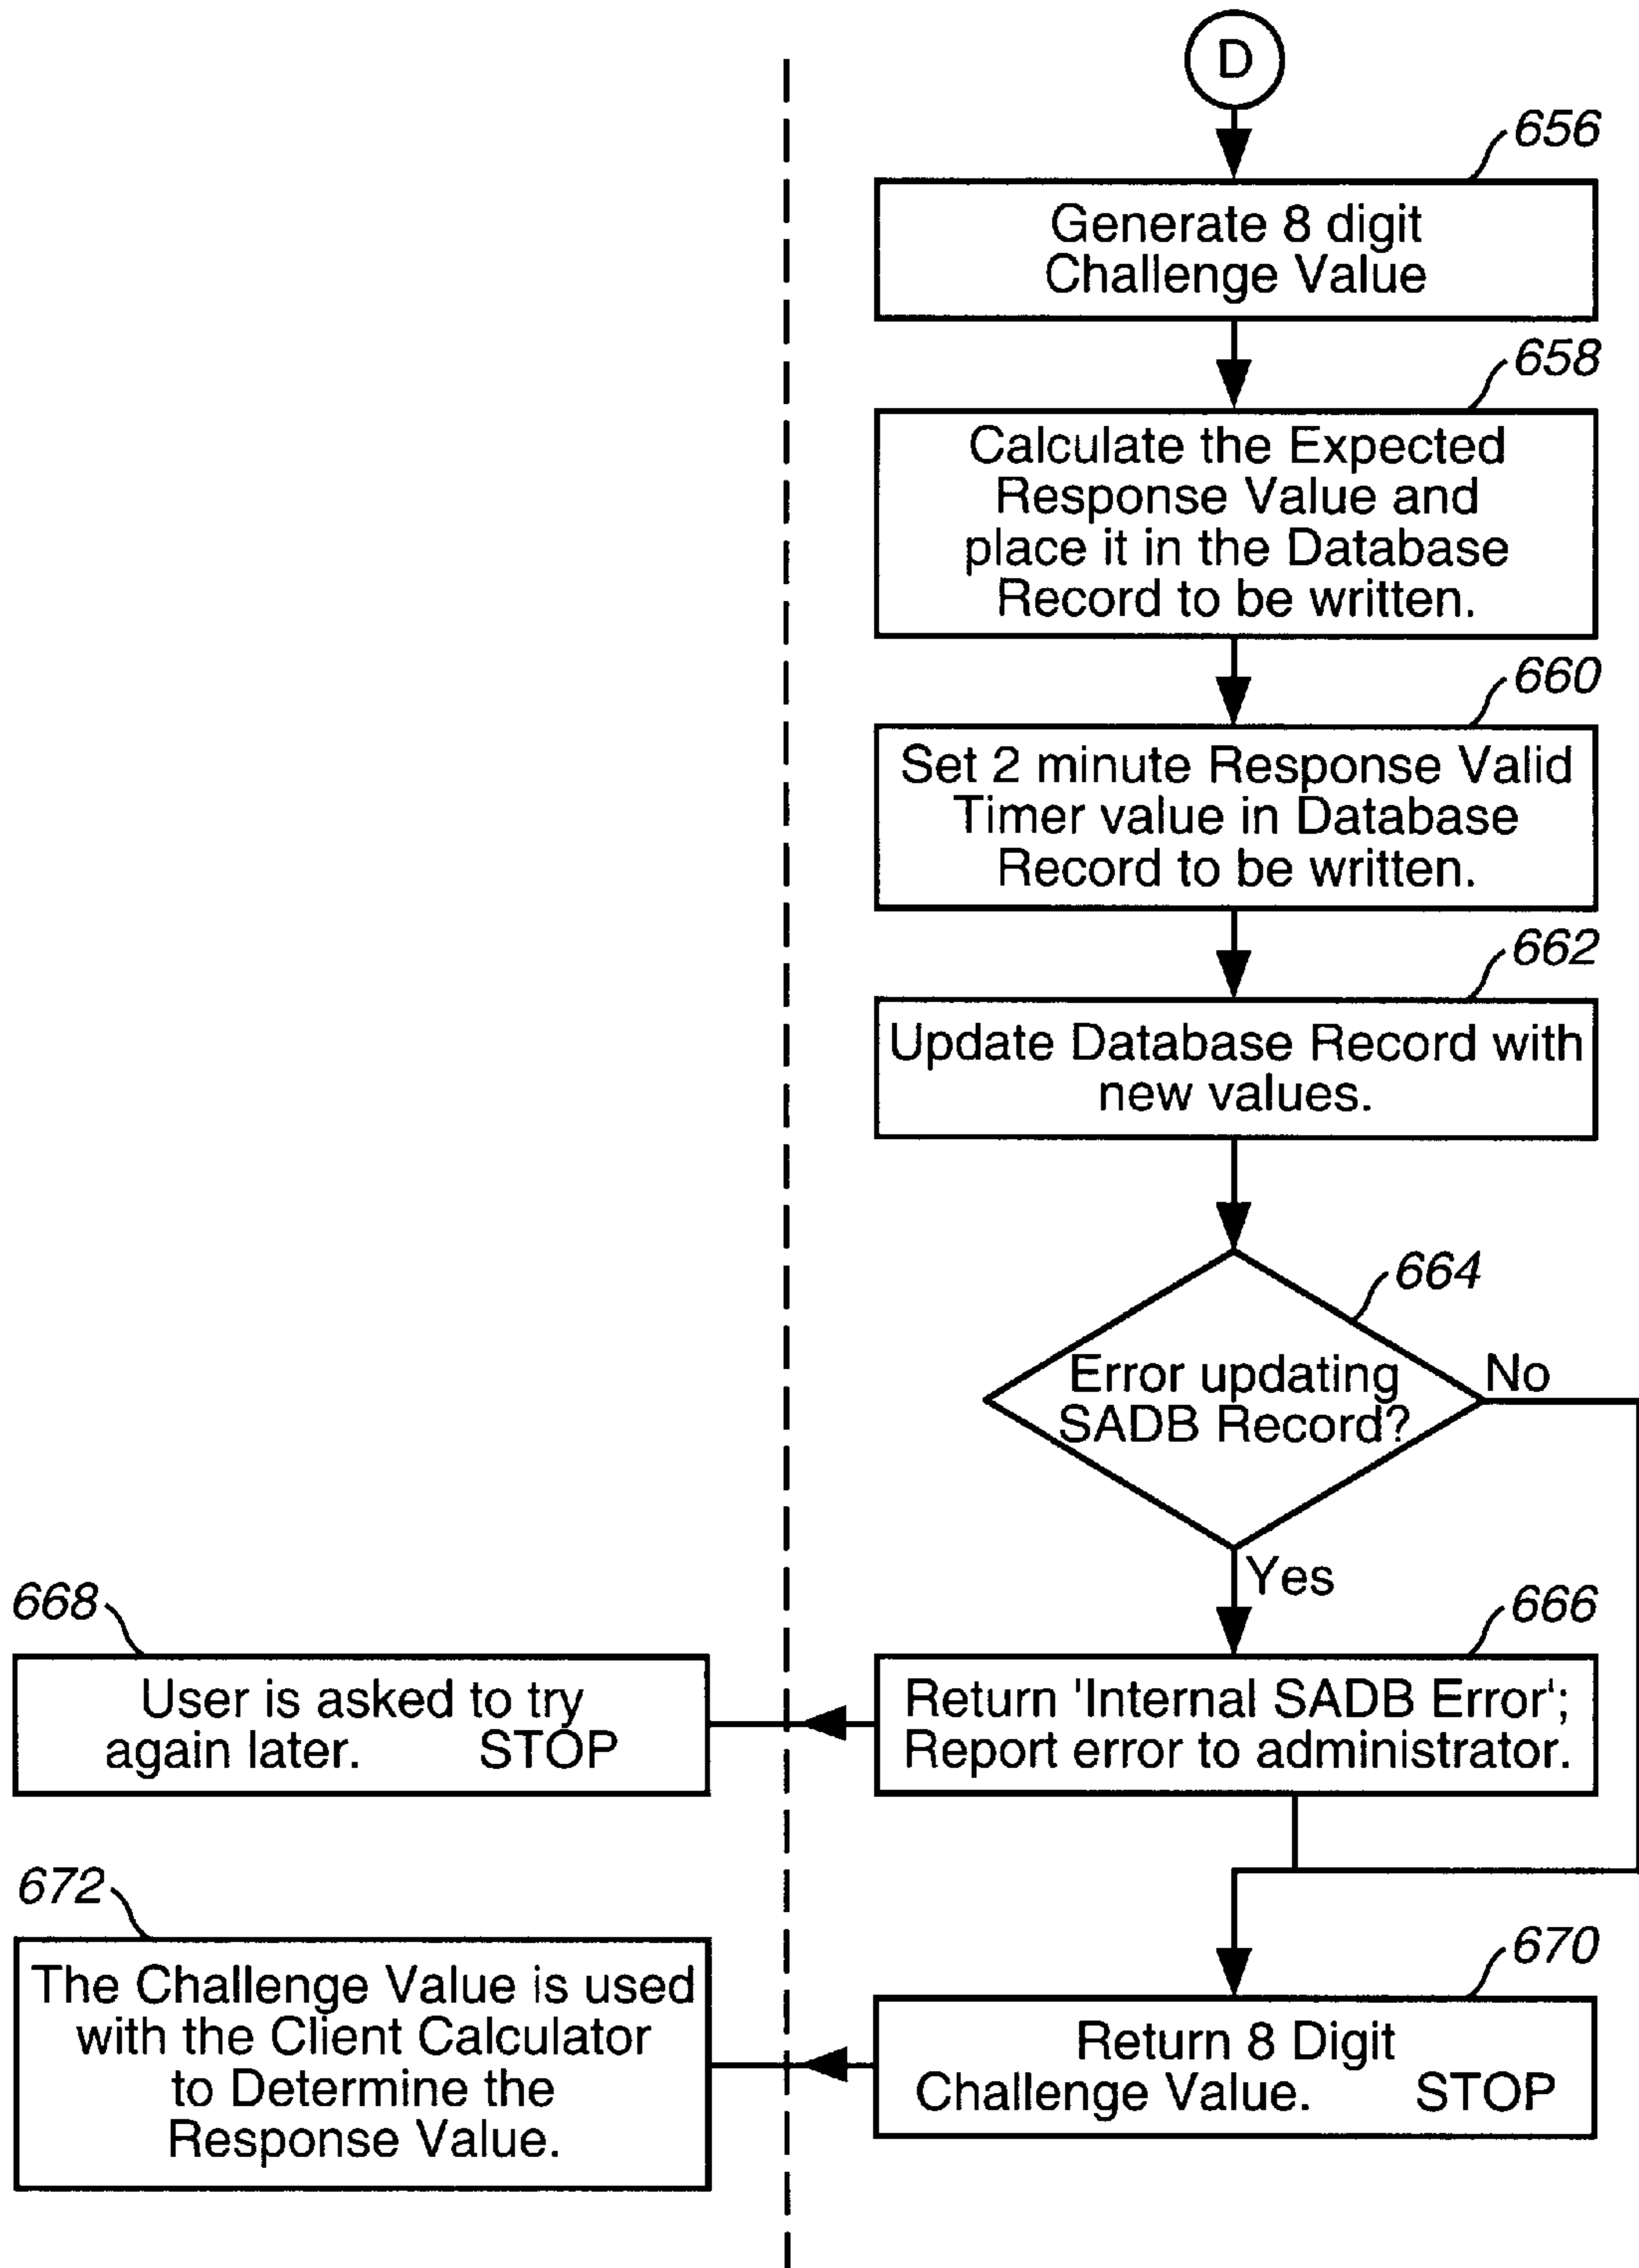 D
656
Generate 8 digit
Challenge Value
658
Calculate the Expected
Response Value and
place it in the Database
Record to be written.
660
Set 2 minute Response Valid
Timer value in Database
Record to be written.
662
Update Database Record with
new values.
664
Error updating
SADB Record?
No
Yes
668
User is asked to try
again later. STOP
666
Return 'Internal SADB Error';
Report error to administrator.
672
The Challenge Value is used
with the Client Calculator
to Determine the
Response Value.
670
Return 8 Digit
Challenge Value. STOP